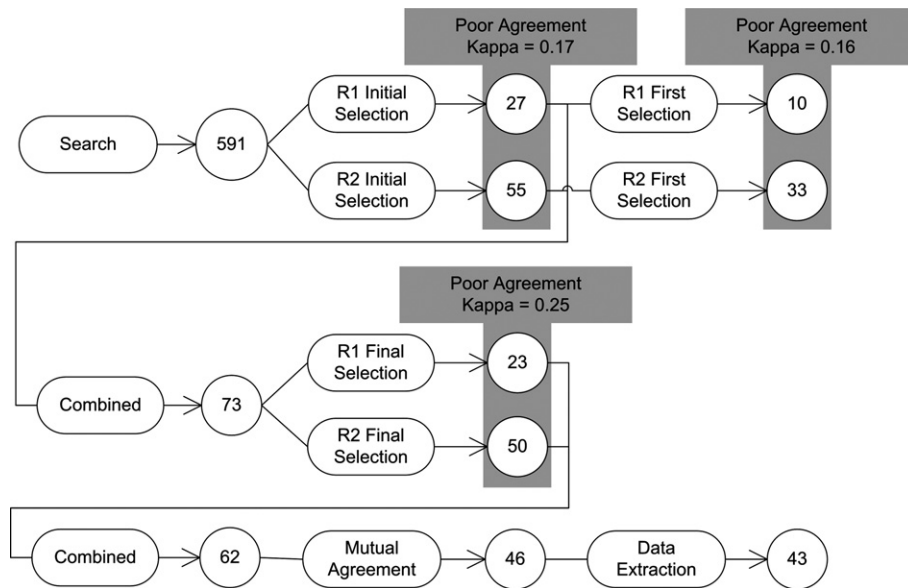 Poor Agreement
Kappa = 0.17
Poor Agreement
Kappa = 0.16
Search
591
R1 Initial
Selection
27
R1 First
Selection
10
R2 Initial
Selection
55
R2 First
Selection
33
Poor Agreement
Kappa = 0.25
Combined
73
R1 Final
Selection
23
R2 Final
Selection
50
Combined
62
Mutual
Agreement
46
Data
Extraction
43